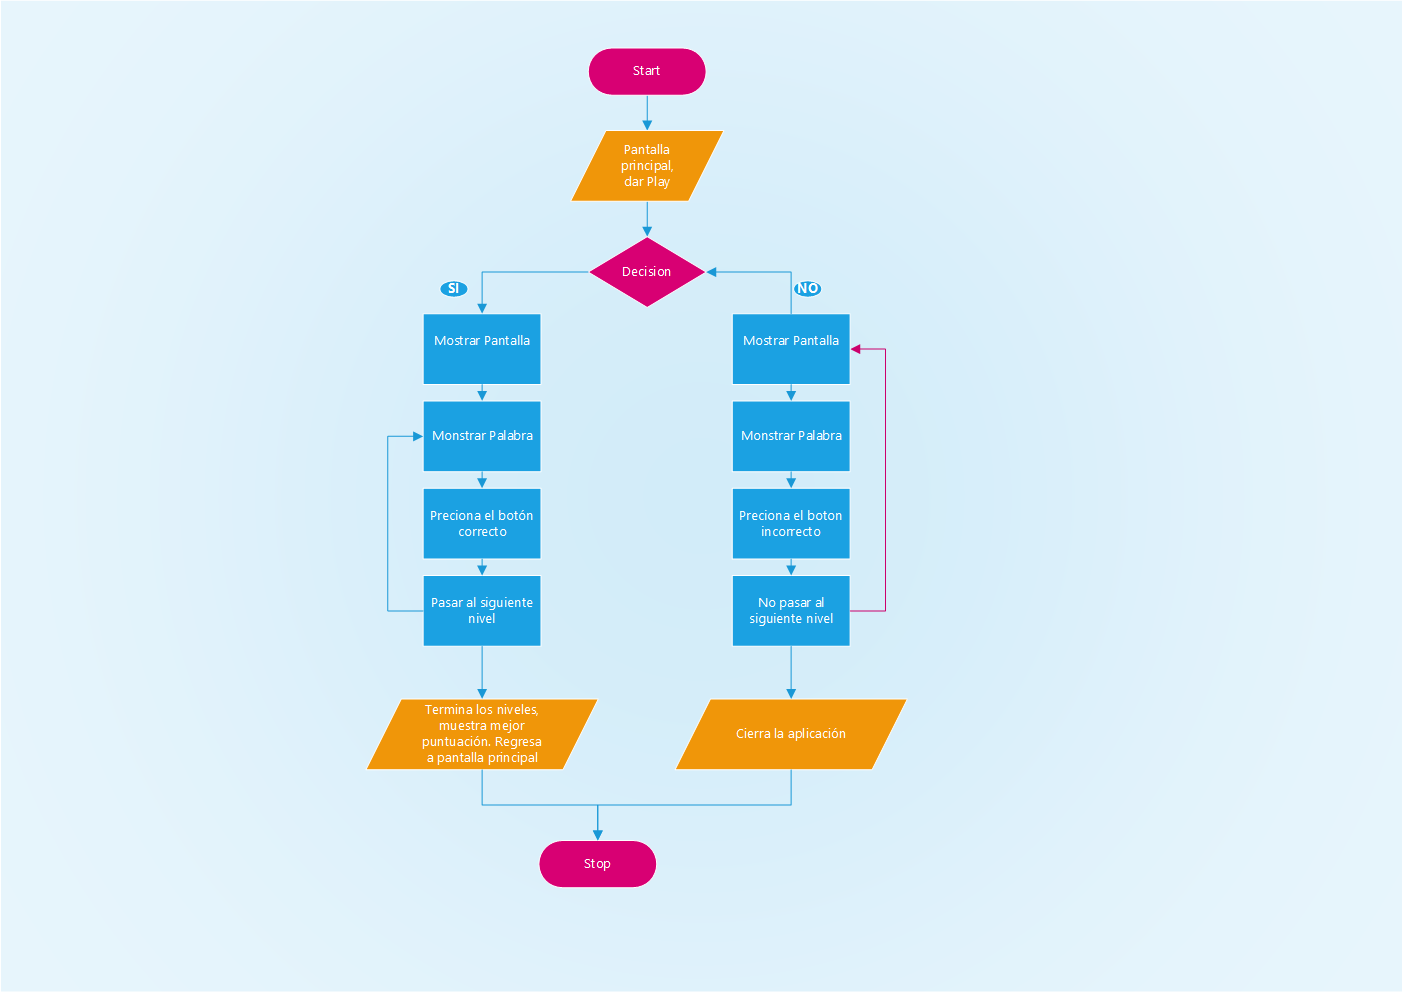 Start
Pantalla
principal,
dar Play
Decision
SI
NO
Mostrar Pantalla
Mostrar Pantalla
Monstrar Palabra
Monstrar Palabra
Preciona el botón
correcto
Preciona el boton
incorrecto
Pasar al siguiente
nivel
No pasar al
siguiente nivel
Termina los niveles,
muestra mejor
puntuación. Regresa
a pantalla principal
Cierra la aplicación
Stop